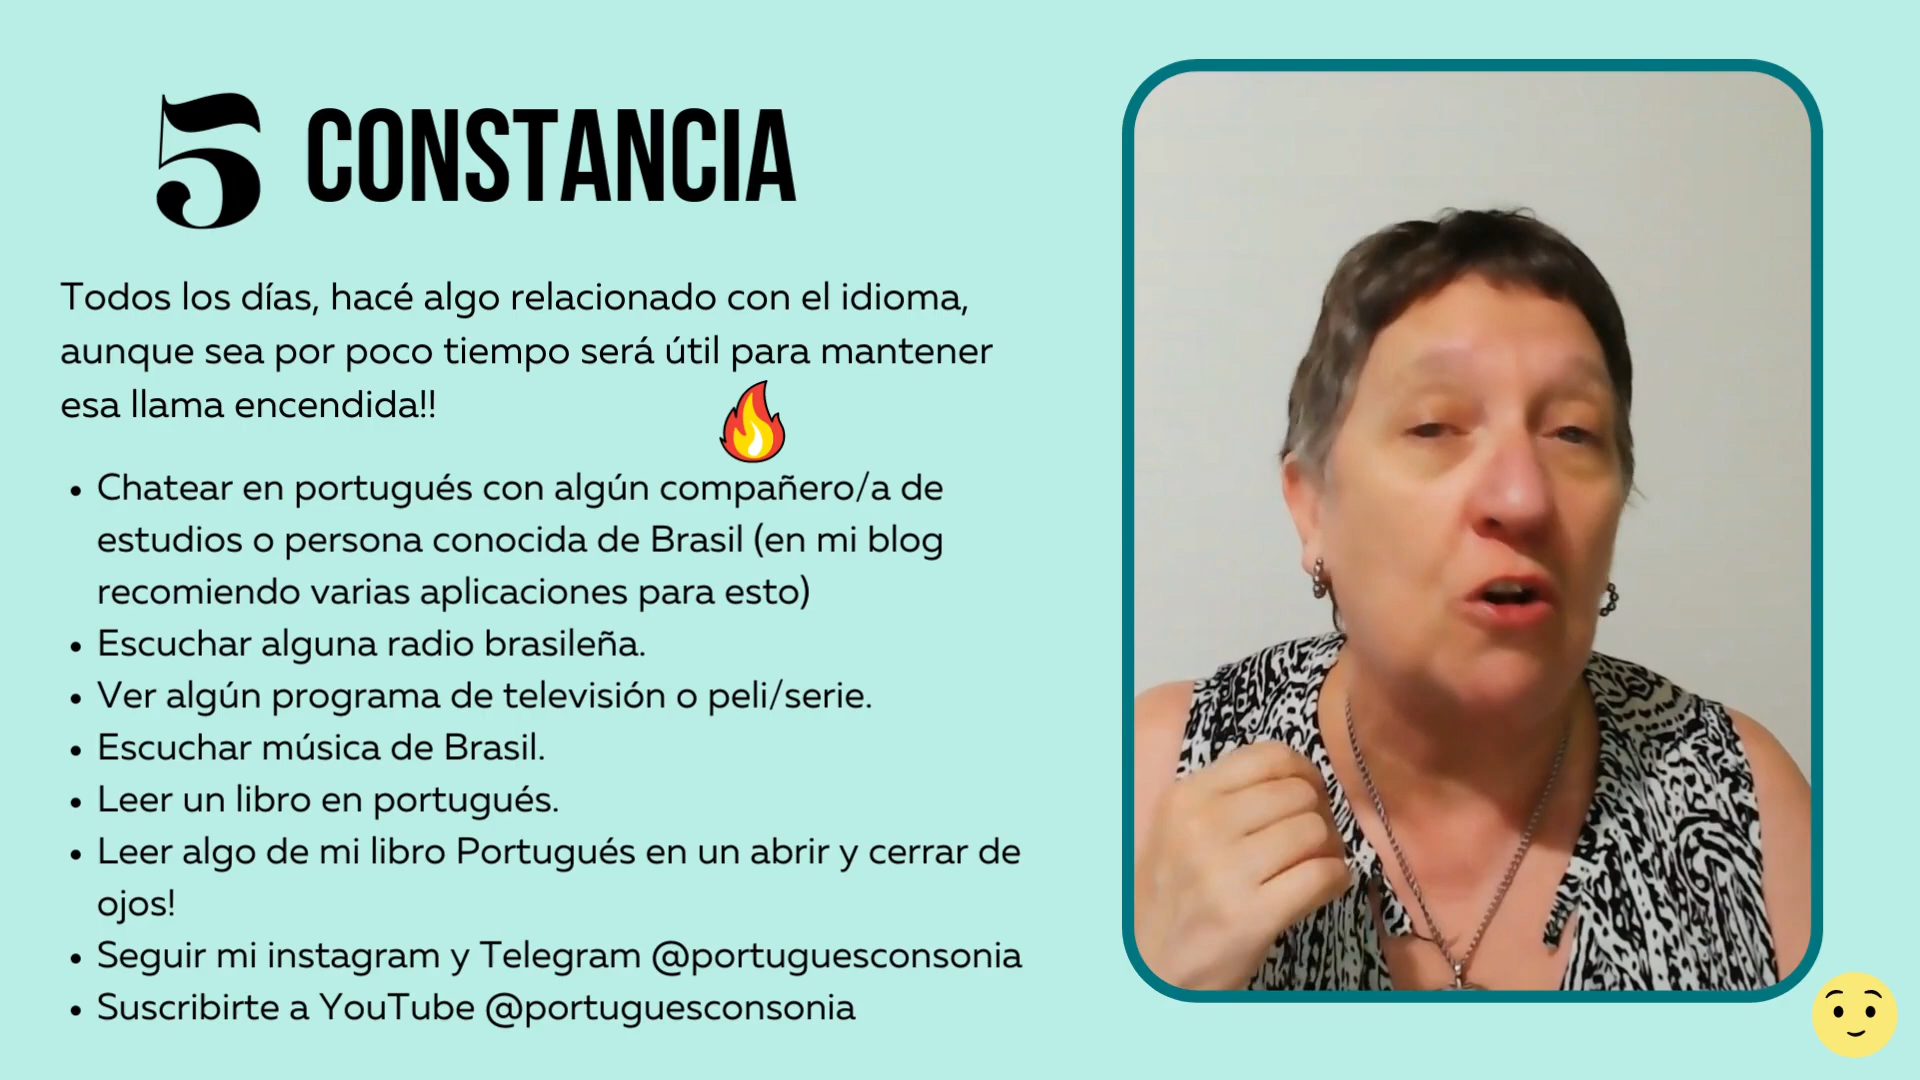 5 CONSTANCIA
Todos los días, hacé algo relacionado con el idioma,
aunque sea por poco tiempo será útil para mantener
esa llama encendida!!
• Chatear en portugués con algún compañero/a de
estudios o persona conocida de Brasil (en mi blog
recomiendo varias aplicaciones para esto)
• Escuchar alguna radio brasileña.
• Ver algún programa de televisión o peli/serie.
• Escuchar música de Brasil.
• Leer un libro en portugués.
• Leer algo de mi libro Portugués en un abrir y cerrar de
ojos!
• Seguir mi instagram y Telegram @portuguesconsonia
• Suscribirte a YouTube @portuguesconsonia